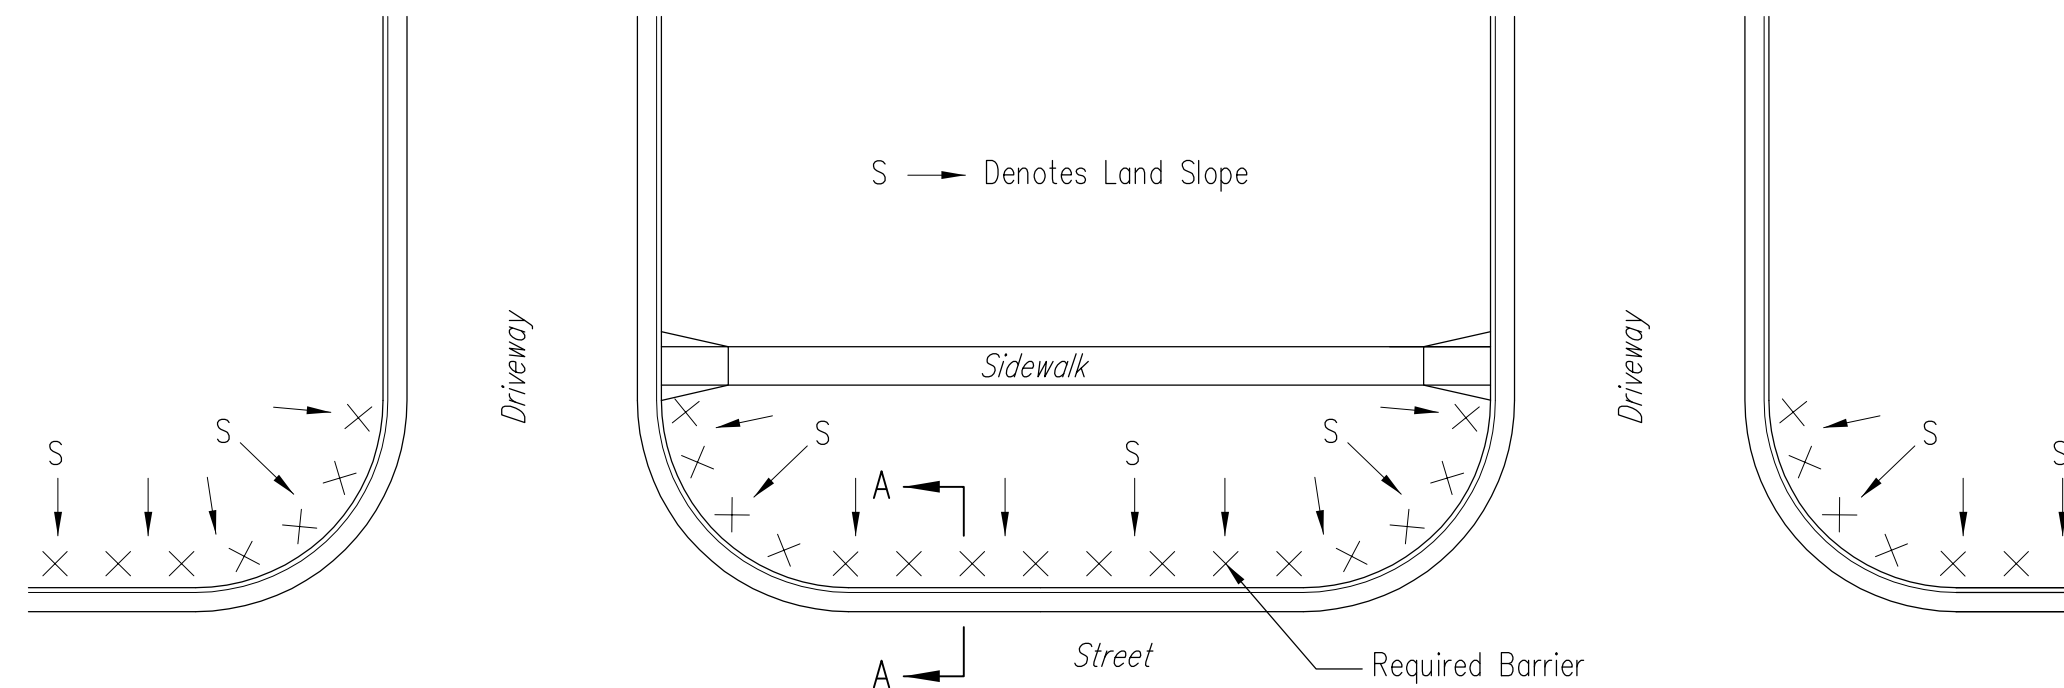 S → Denotes Land Slope
Driveway
Driveway
Sidewalk
S
S
S
S
S
S
S
A
A
Street
Required Barrier